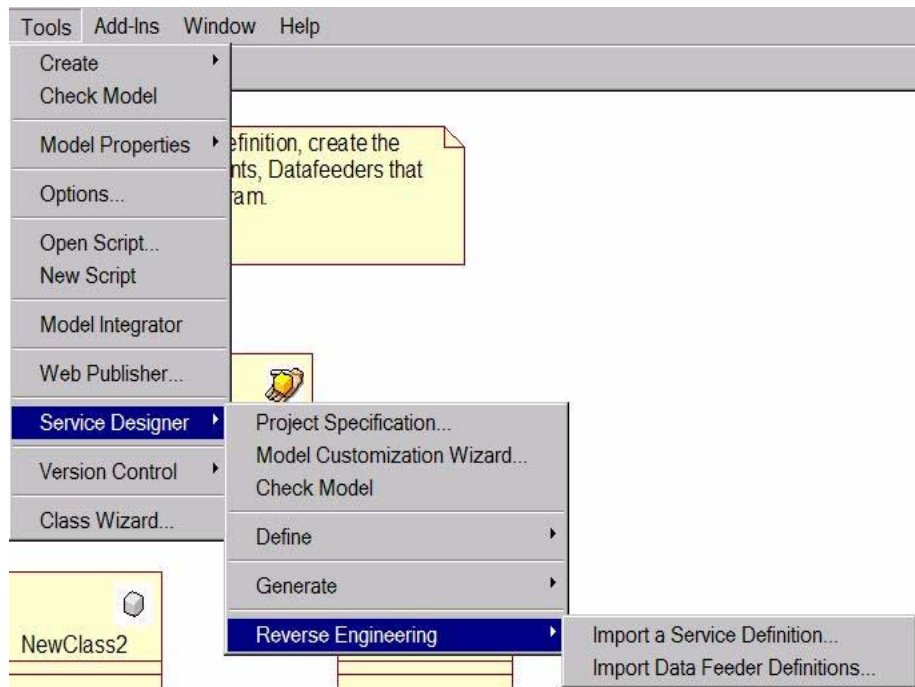 Tools Add-Ins Window Help
Create
Check Model
Model Properties
Options...
Open Script...
New Script
Model Integrator
Web Publisher...
Service Designer
Version Control
Class Wizard...
efinition, create the
nts, Datafeeders that
ram.
Project Specification...
Model Customization Wizard...
Check Model
Define
Generate
Reverse Engineering
Import a Service Definition...
Import Data Feeder Definitions...
NewClass2